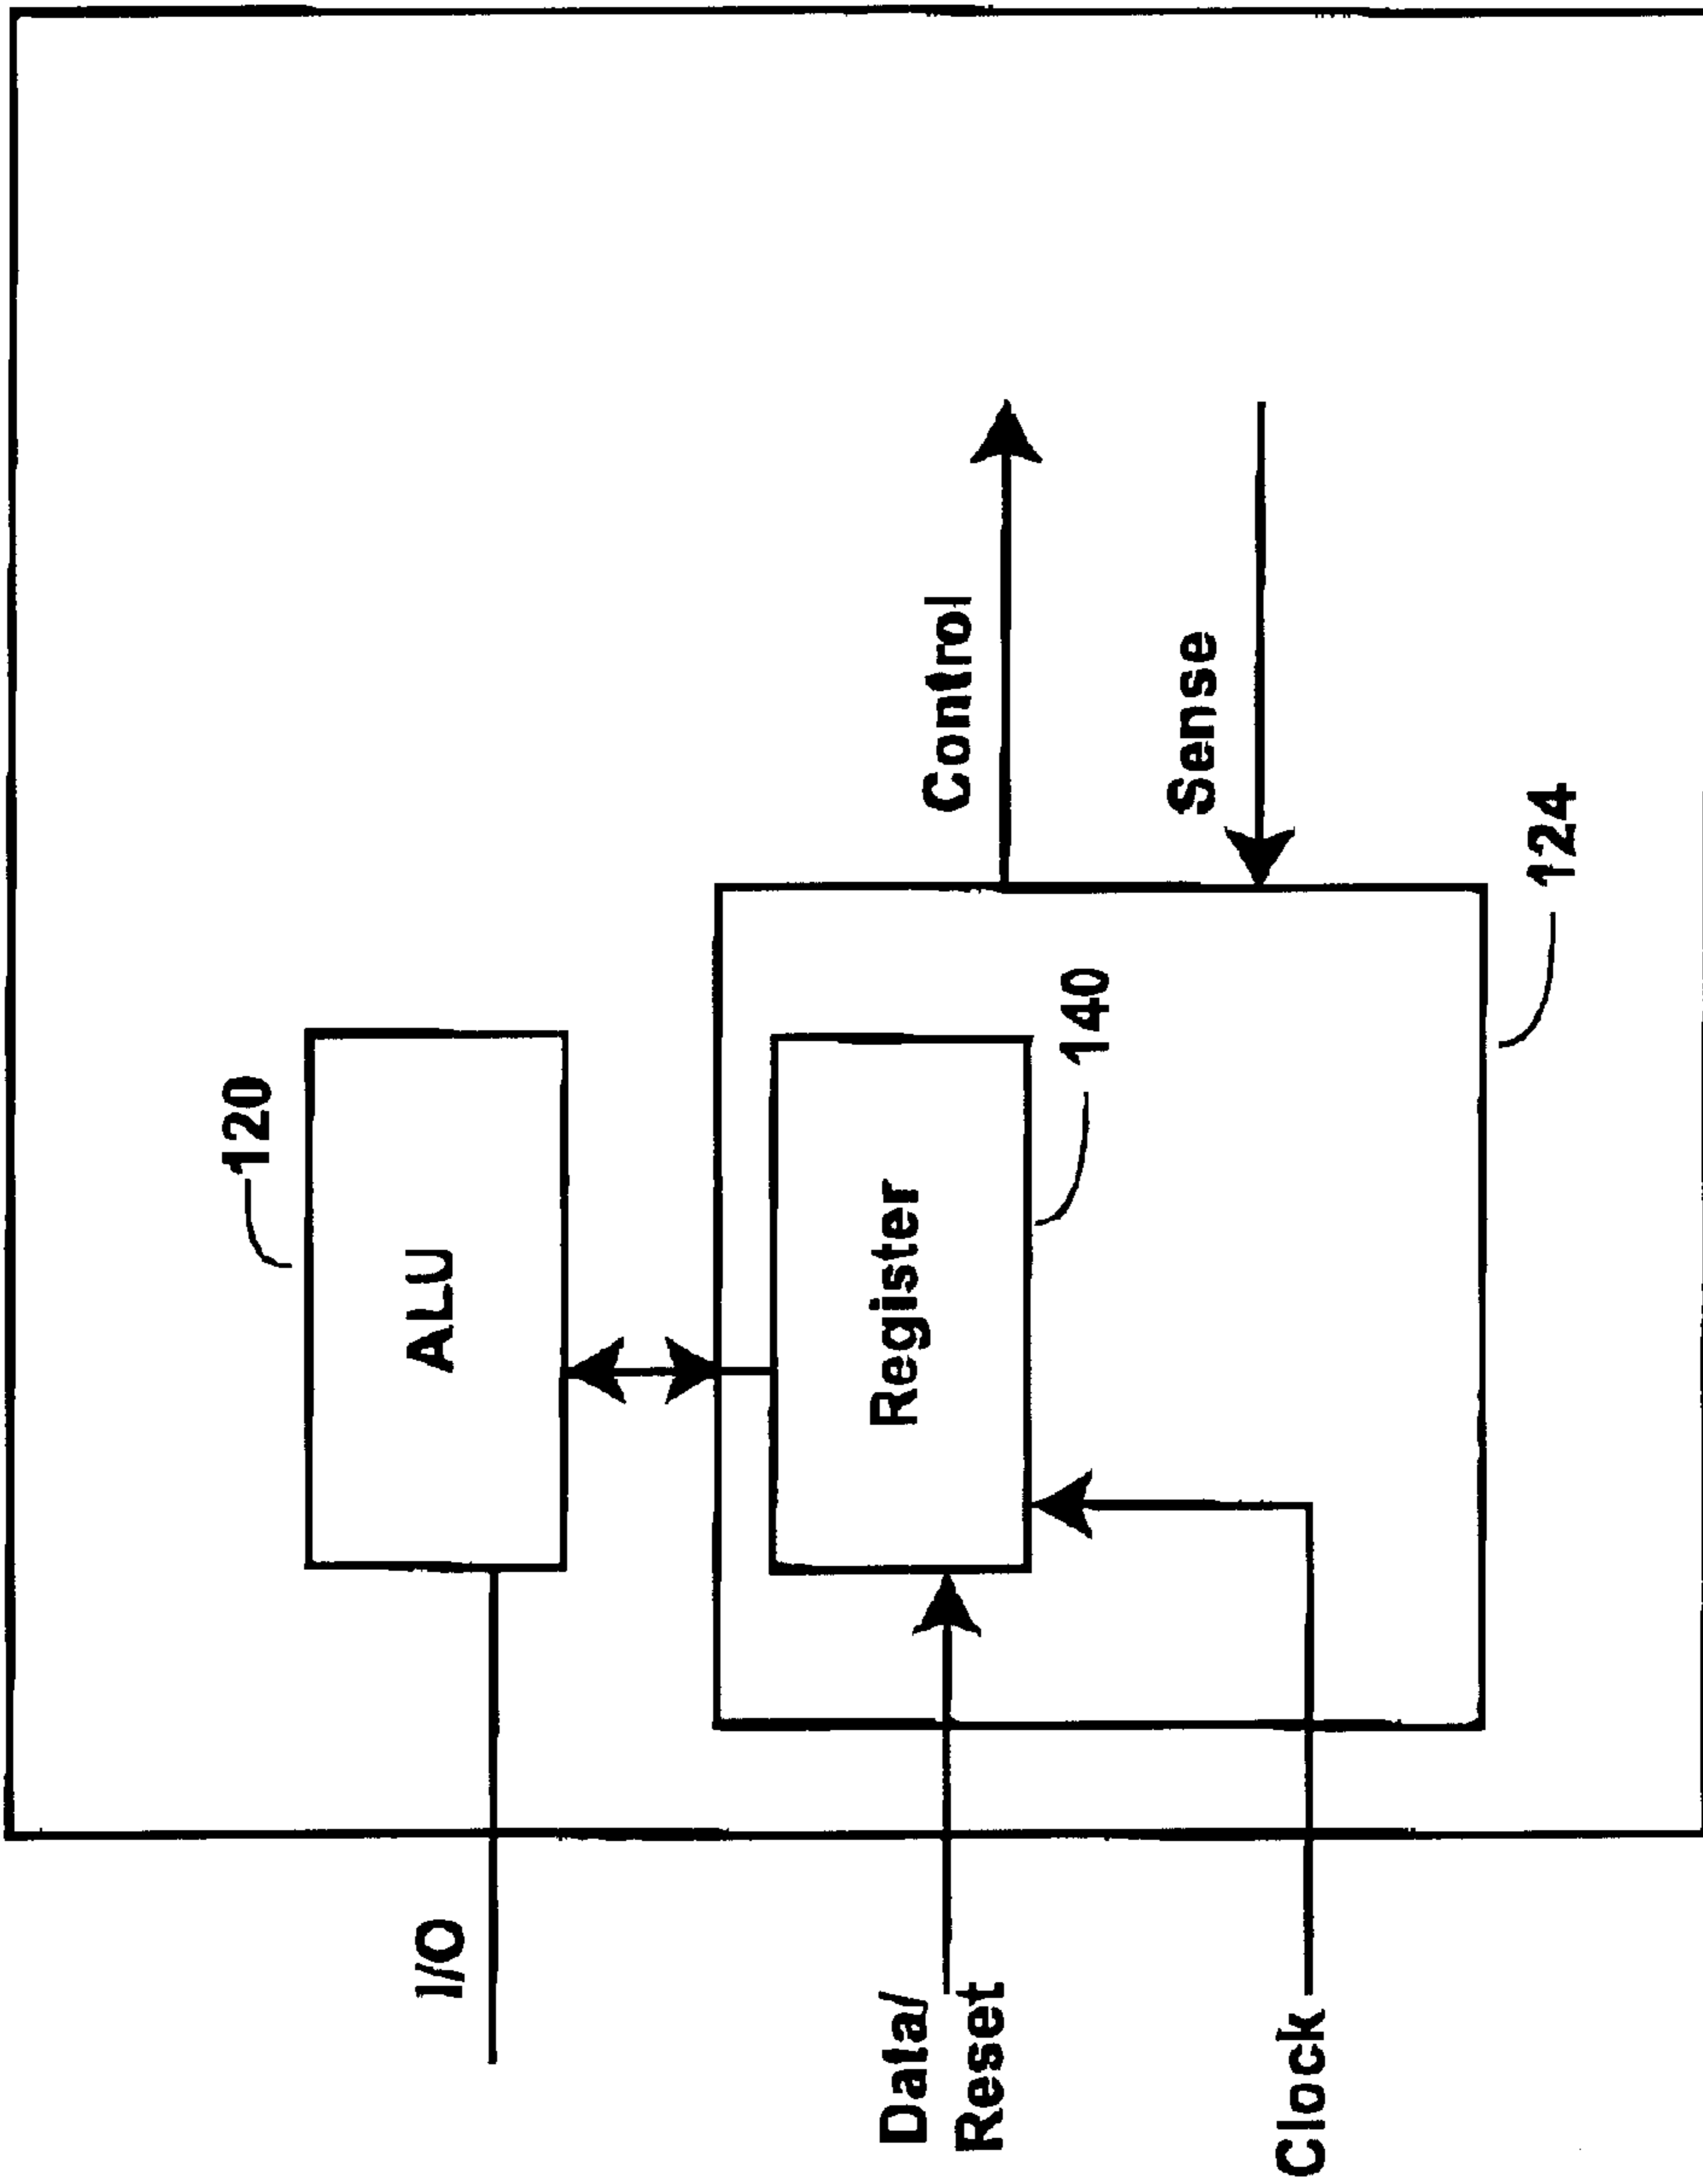 120
ALU
I/O
Control
Register
140
Data/
Reset
Sense
Clock
124